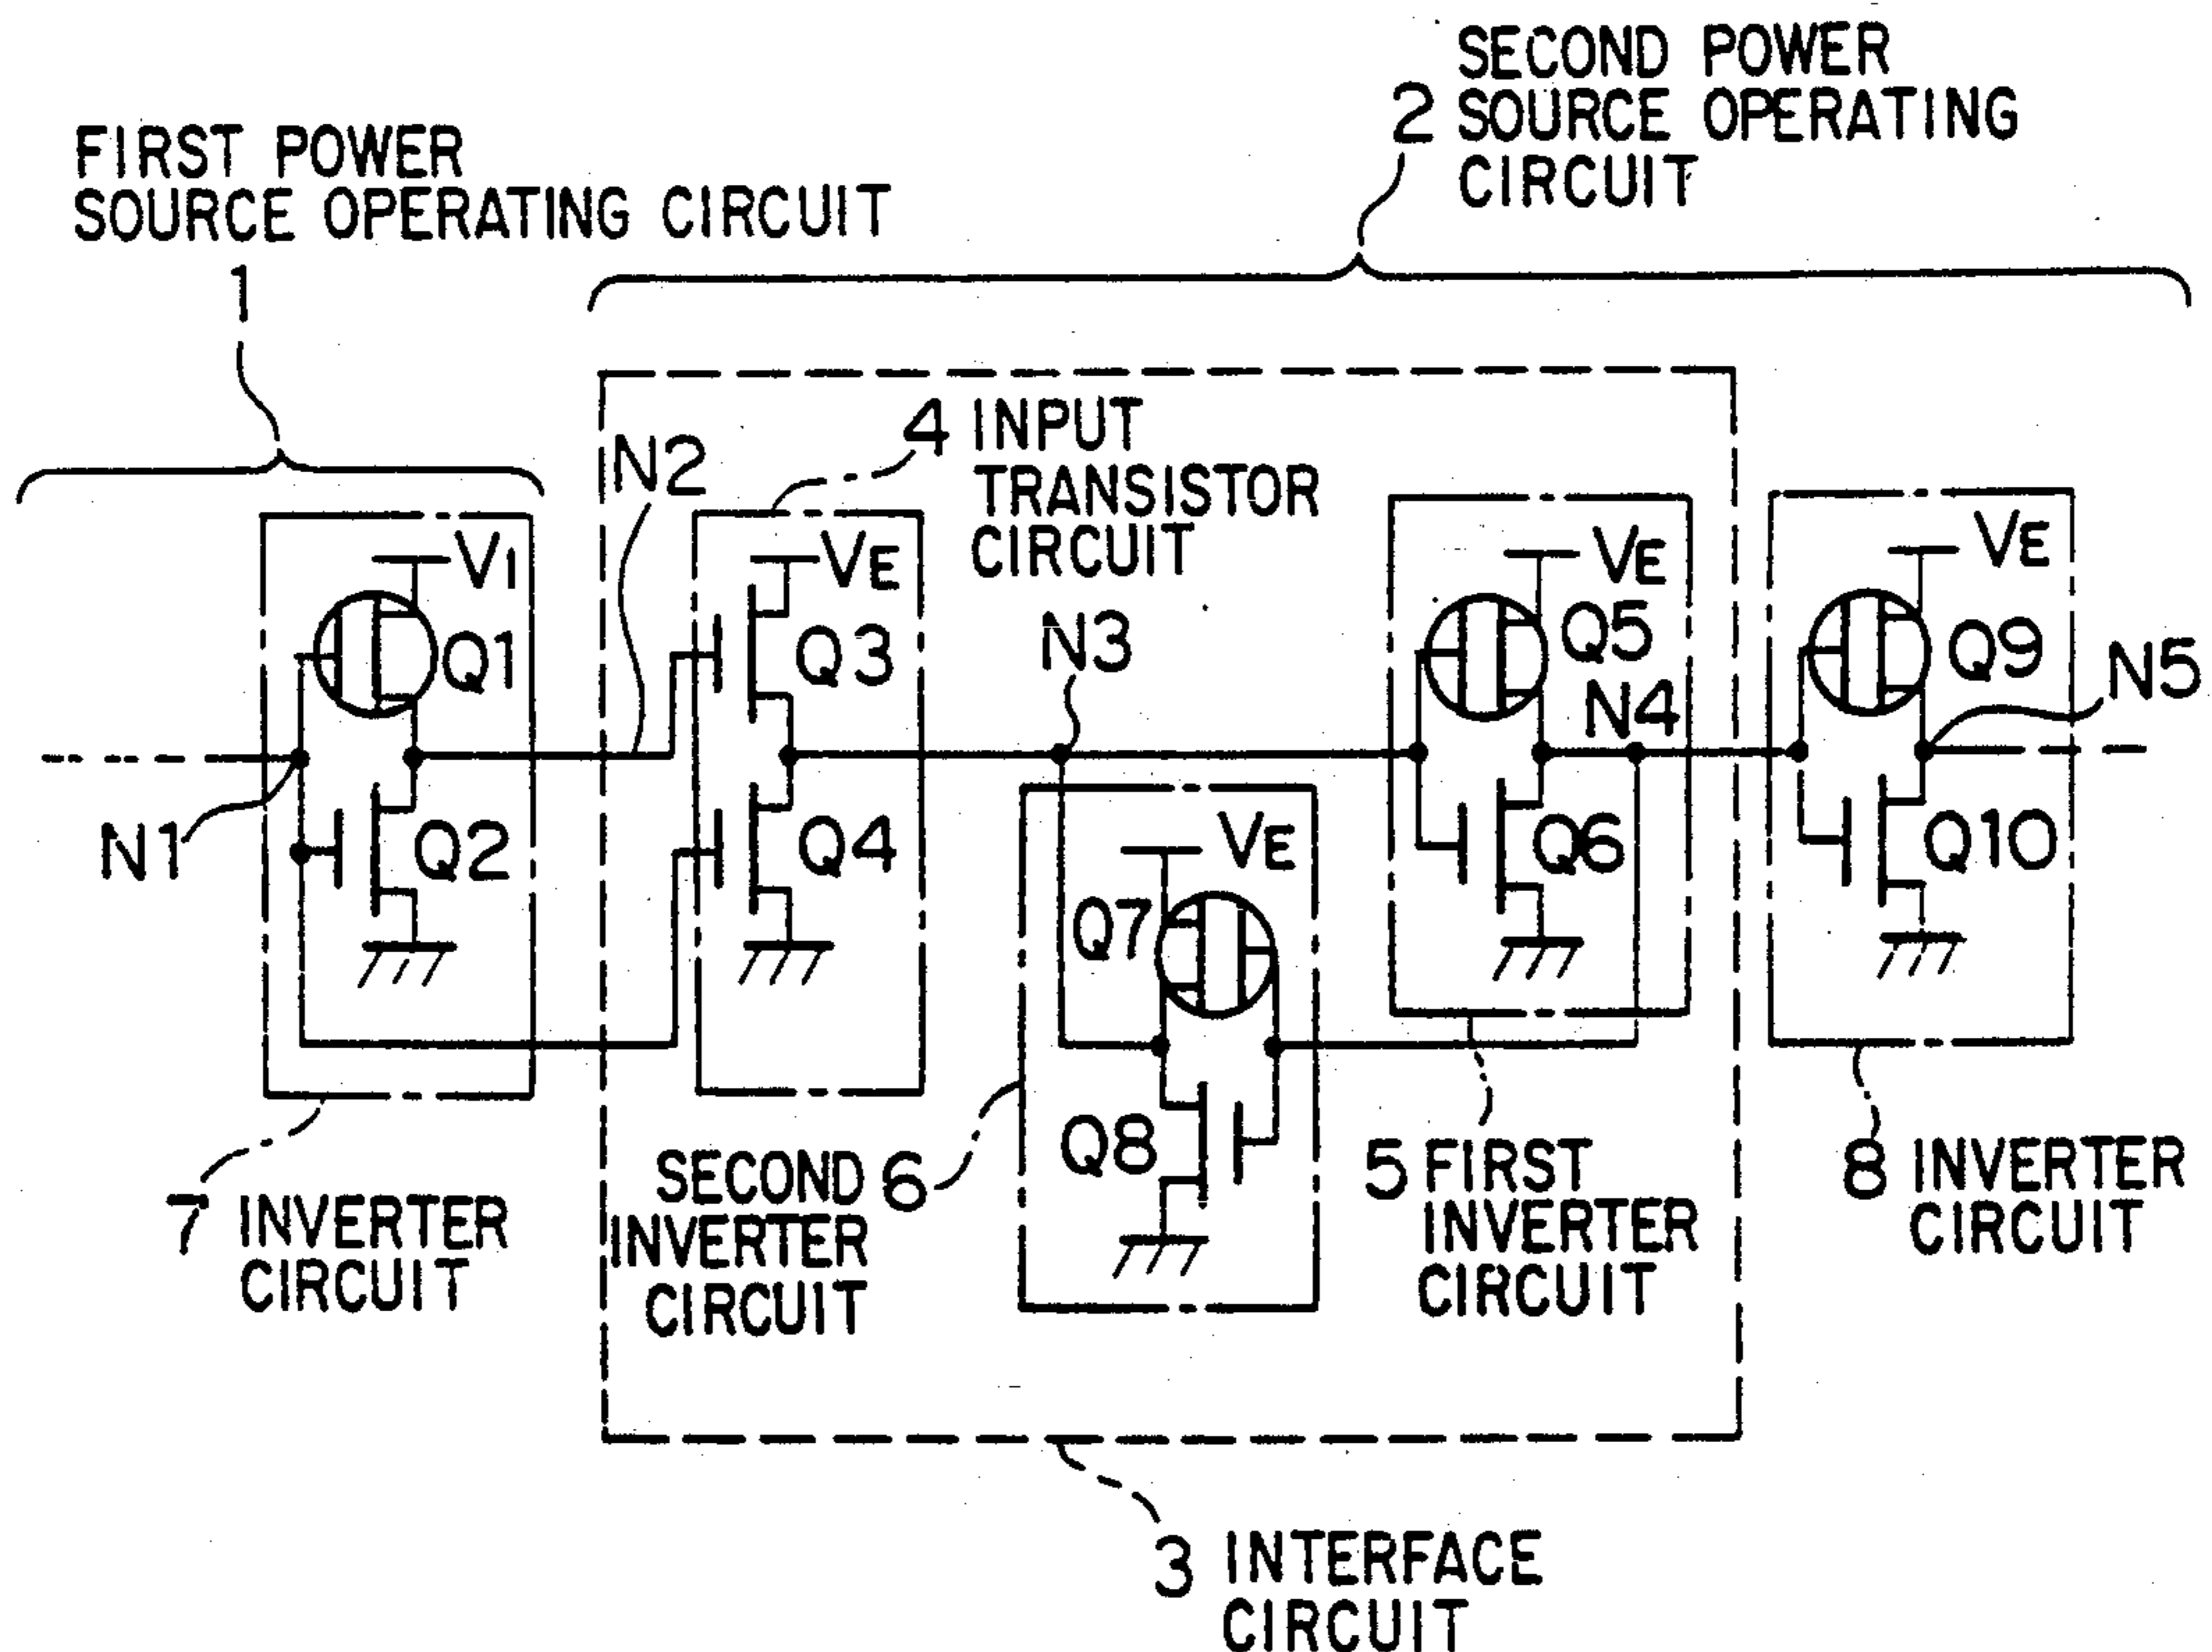 SECOND POWER
2 SOURCE OPERATING
CIRCUIT
FIRST POWER
SOURCE OPERATING CIRCUIT
1
4 INPUT
TRANSISTOR
CIRCUIT
N2
V1
VE
VE
VE
Q1
Q3
N3
Q5
Q9
N5
N4
N1
Q2
Q4
VE
Q6
Q10
Q7
Q8
7 INVERTER
CIRCUIT
SECOND 6
INVERTER
CIRCUIT
5 FIRST
INVERTER
CIRCUIT
8 INVERTER
CIRCUIT
3 INTERFACE
CIRCUIT